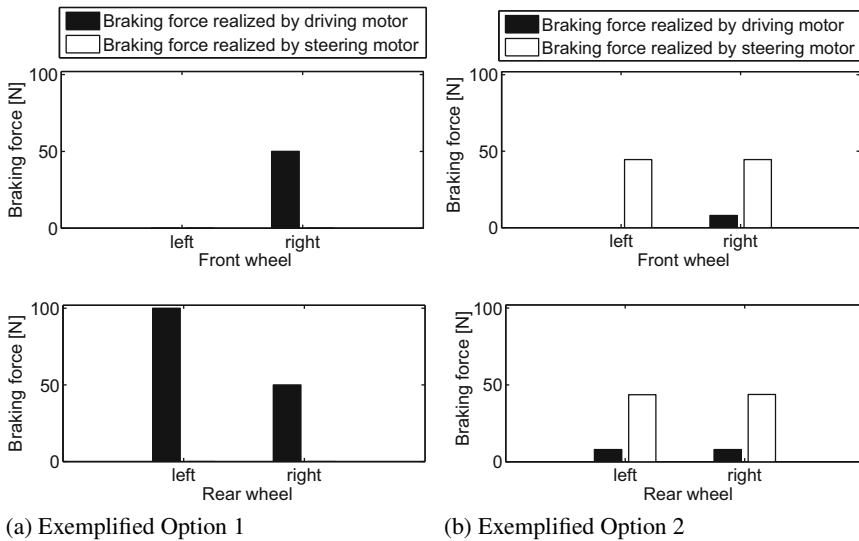 Braking force realized by driving motor
Braking force realized by steering motor
Braking force [N]
100
50
0
left right
Front wheel
Braking force [N]
100
50
0
left right
Rear wheel
(a) Exemplified Option 1
Braking force realized by driving motor
Braking force realized by steering motor
Braking force [N]
100
50
0
left right
Front wheel
Braking force [N]
100
50
0
left right
Rear wheel
(b) Exemplified Option 2